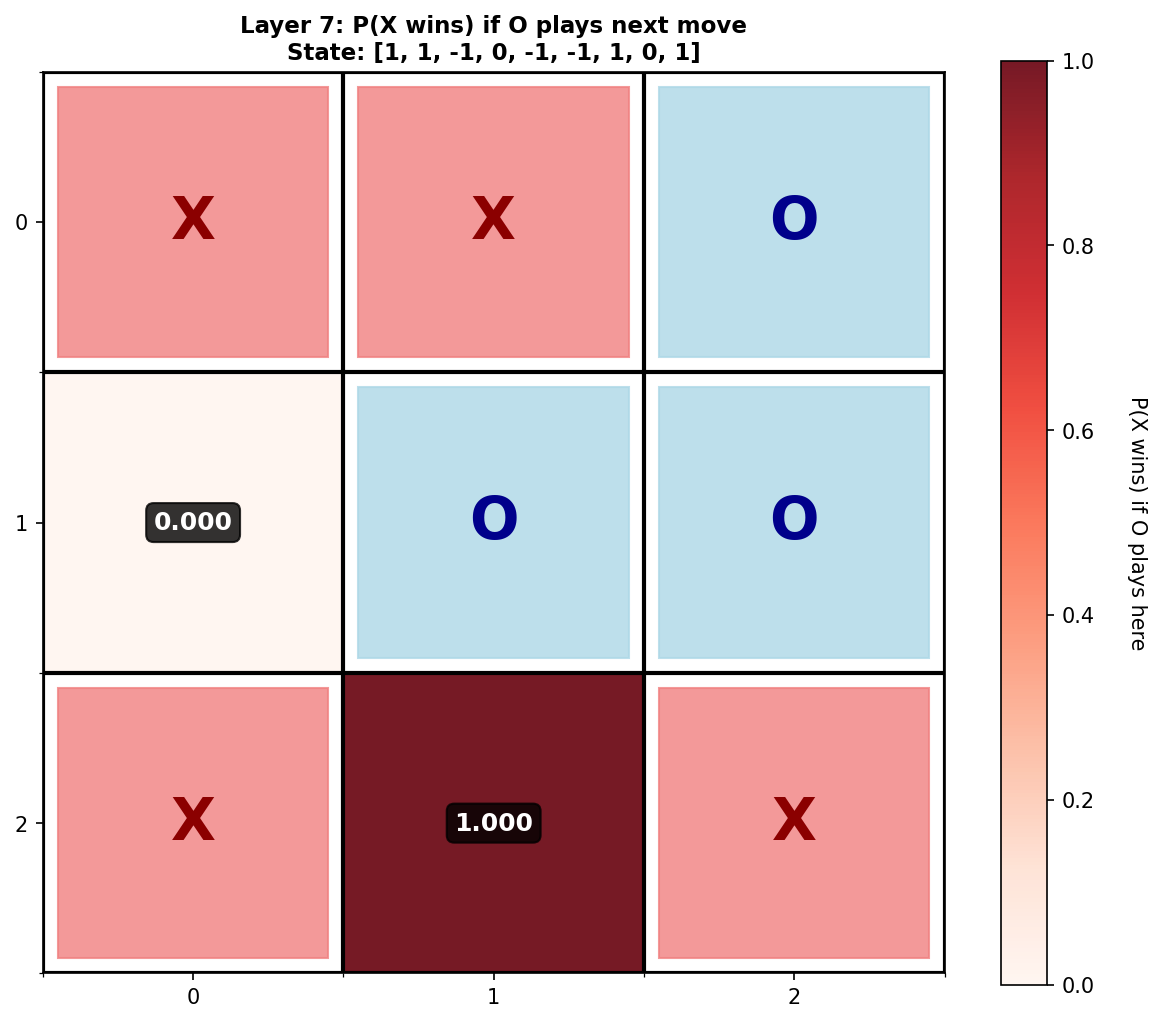 Layer 7: P(X wins) if O plays next move
State: [1, 1, -1, 0, -1, -1, 1, 0, 1]
0
X
X
O
1
0.000
O
O
2
X
1.000
X
0
1
2
1.0
0.8
0.6
0.4
0.2
0.0
P(X wins) if O plays here